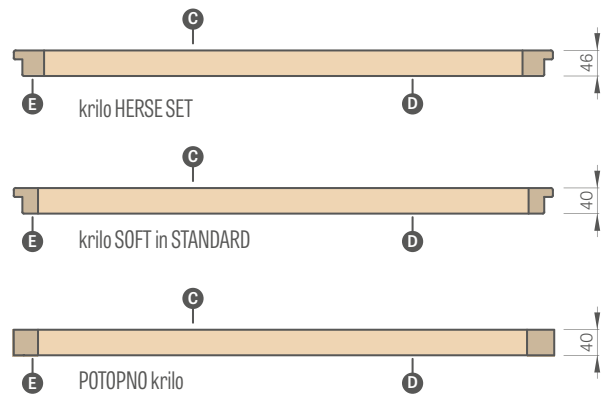 C
46
E
D
krilo HERSE SET
C
40
E
D
krilo SOFT in STANDARD
C
40
E
D
POTOPNO krilo